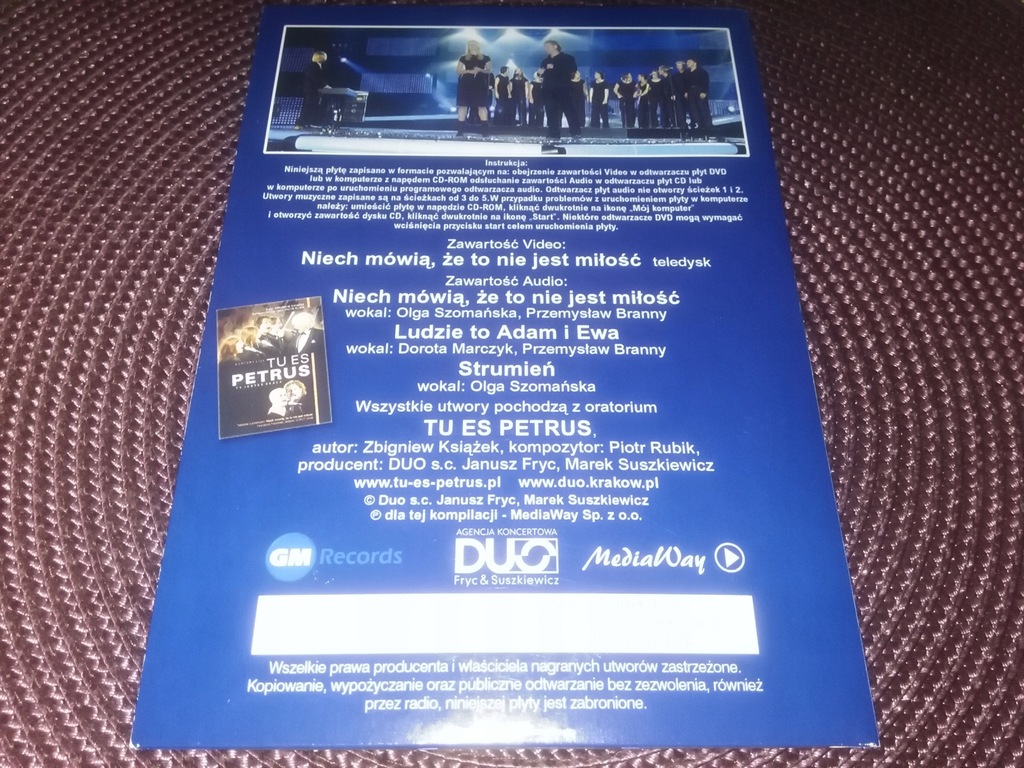 Instrukcja:
Niniejszą płytę zapisano w formacie pozwalającym na: obejrzenie zawartości Video w odtwarzaczu płyt DVD
lub w komputerze z napędem CD-ROM odsłuchanie zawartości Audio w odtwarzaczu płyt CD lub
w komputerze po uruchomieniu programowego odtwarzacza audio. Odtwarzacz płyt audio nie otworzy ścieżek 1 i 2.
Utwory muzyczne zapisane są na ścieżkach od 3 do 5.W przypadku problemów z uruchomieniem płyty w komputerze
należy: umieścić płytę w napędzie CD-ROM, kliknąć dwukrotnie na ikonę „Mój komputer"
i otworzyć zawartość dysku CD, kliknąć dwukrotnie na ikonę „Start". Niektóre odtwarzacze DVD mogą wymagać
wciśnięcia przycisku start celem uruchomienia płyty.
Zawartość Video:
Niech mówią, że to nie jest miłość teledysk
Zawartość Audio:
Niech mówią, że to nie jest miłość
wokal: Olga Szomańska, Przemysław Branny
Ludzie to Adam i Ewa
wokal: Dorota Marczyk, Przemysław Branny
Strumień
wokal: Olga Szomańska
TU ES
PETRUS
Wszystkie utwory pochodzą z oratorium
TU ES PETRUS,
autor: Zbigniew Książek, kompozytor: Piotr Rubik,
producent: DUO s.c. Janusz Fryc, Marek Suszkiewicz
www.tu-es-petrus.pl www.duo.krakow.pl
© Duo s.c. Janusz Fryc, Marek Suszkiewicz
℗ dla tej kompilacji - MediaWay Sp. z o.o.
GM Records
AGENCJA KONCERTOWA
DUO
Fryc & Suszkiewicz
MediaWay
Wszelkie prawa producenta i właściciela nagranych utworów zastrzeżone.
Kopiowanie, wypożyczanie oraz publiczne odtwarzanie bez zezwolenia, również
przez radio, niniejszej płyty jest zabronione.